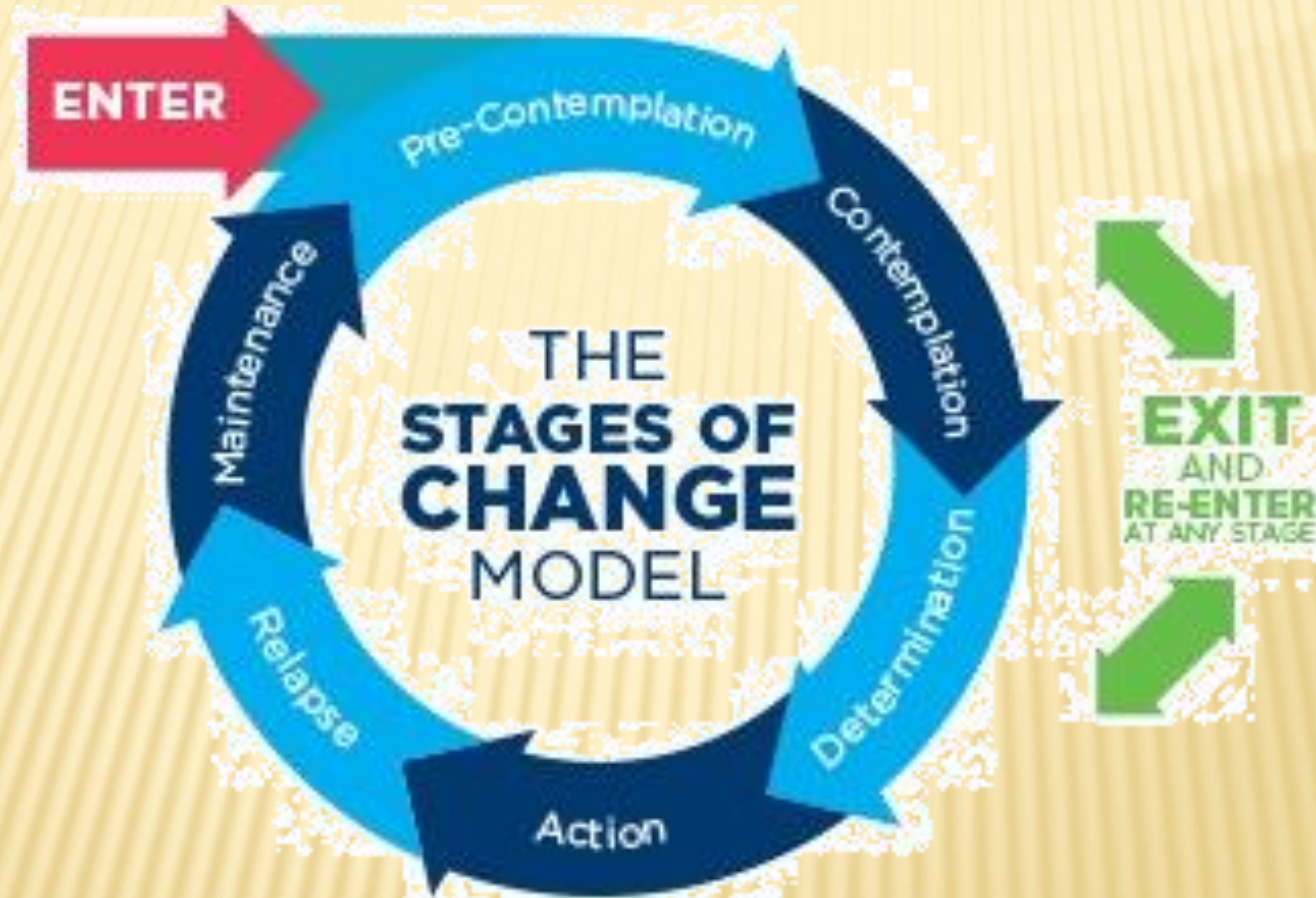 ENTER
Pre-Contemplation
Contemplation
Determination
Action
Relapse
Maintenance
THE
STAGES OF
CHANGE
MODEL
EXIT
AND
RE-ENTER
AT ANY STAGE